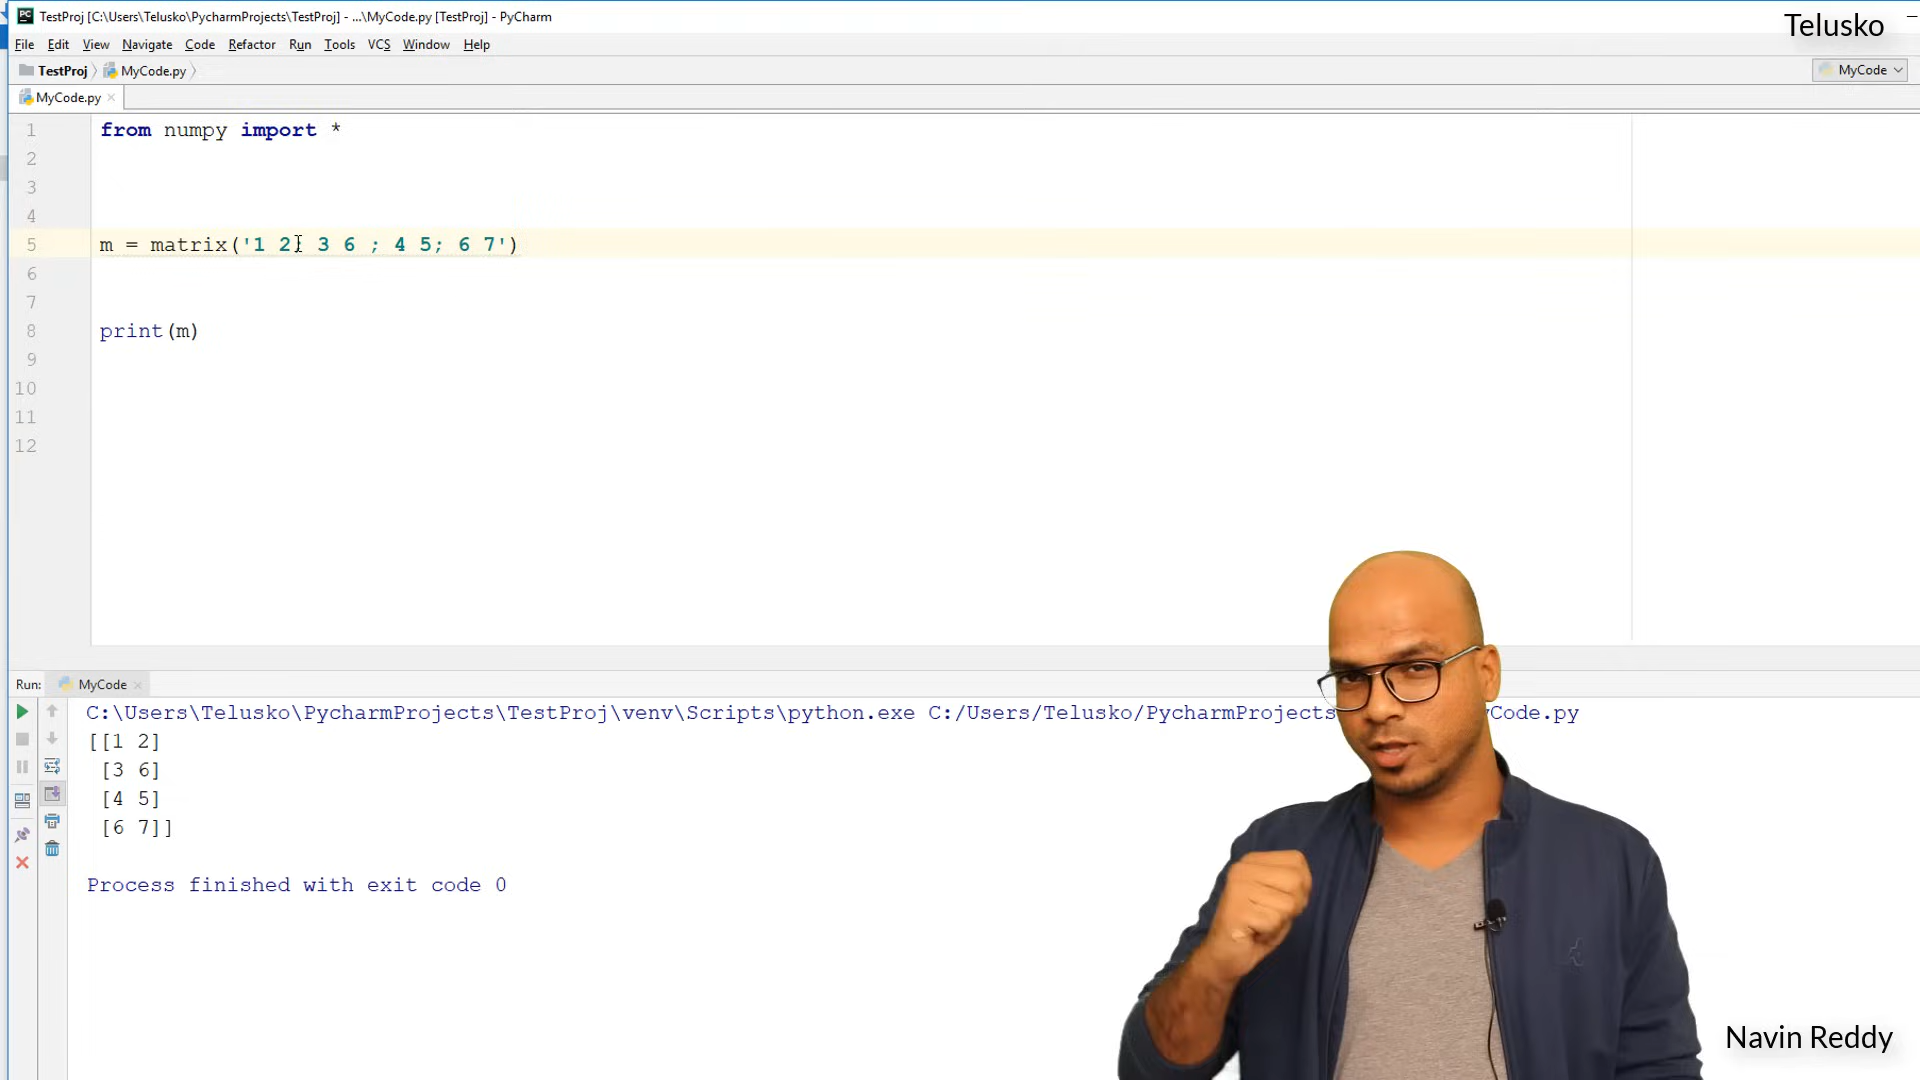 TestProj [C:\Users\Telusko\PycharmProjects\TestProj] - ...\MyCode.py [TestProj] - PyCharm
Telusko
File Edit View Navigate Code Refactor Run Tools VCS Window Help
TestProj MyCode.py
MyCode
MyCode.py
1 from numpy import *
2
3
4
5 m = matrix('1 2; 3 6 ; 4 5; 6 7')
6
7
8 print(m)
9
10
11
12
Run: MyCode
C:\Users\Telusko\PycharmProjects\TestProj\venv\Scripts\python.exe C:/Users/Telusko/PycharmProjects yCode.py
[[1 2]
[3 6]
[4 5]
[6 7]]
Process finished with exit code 0
Navin Reddy